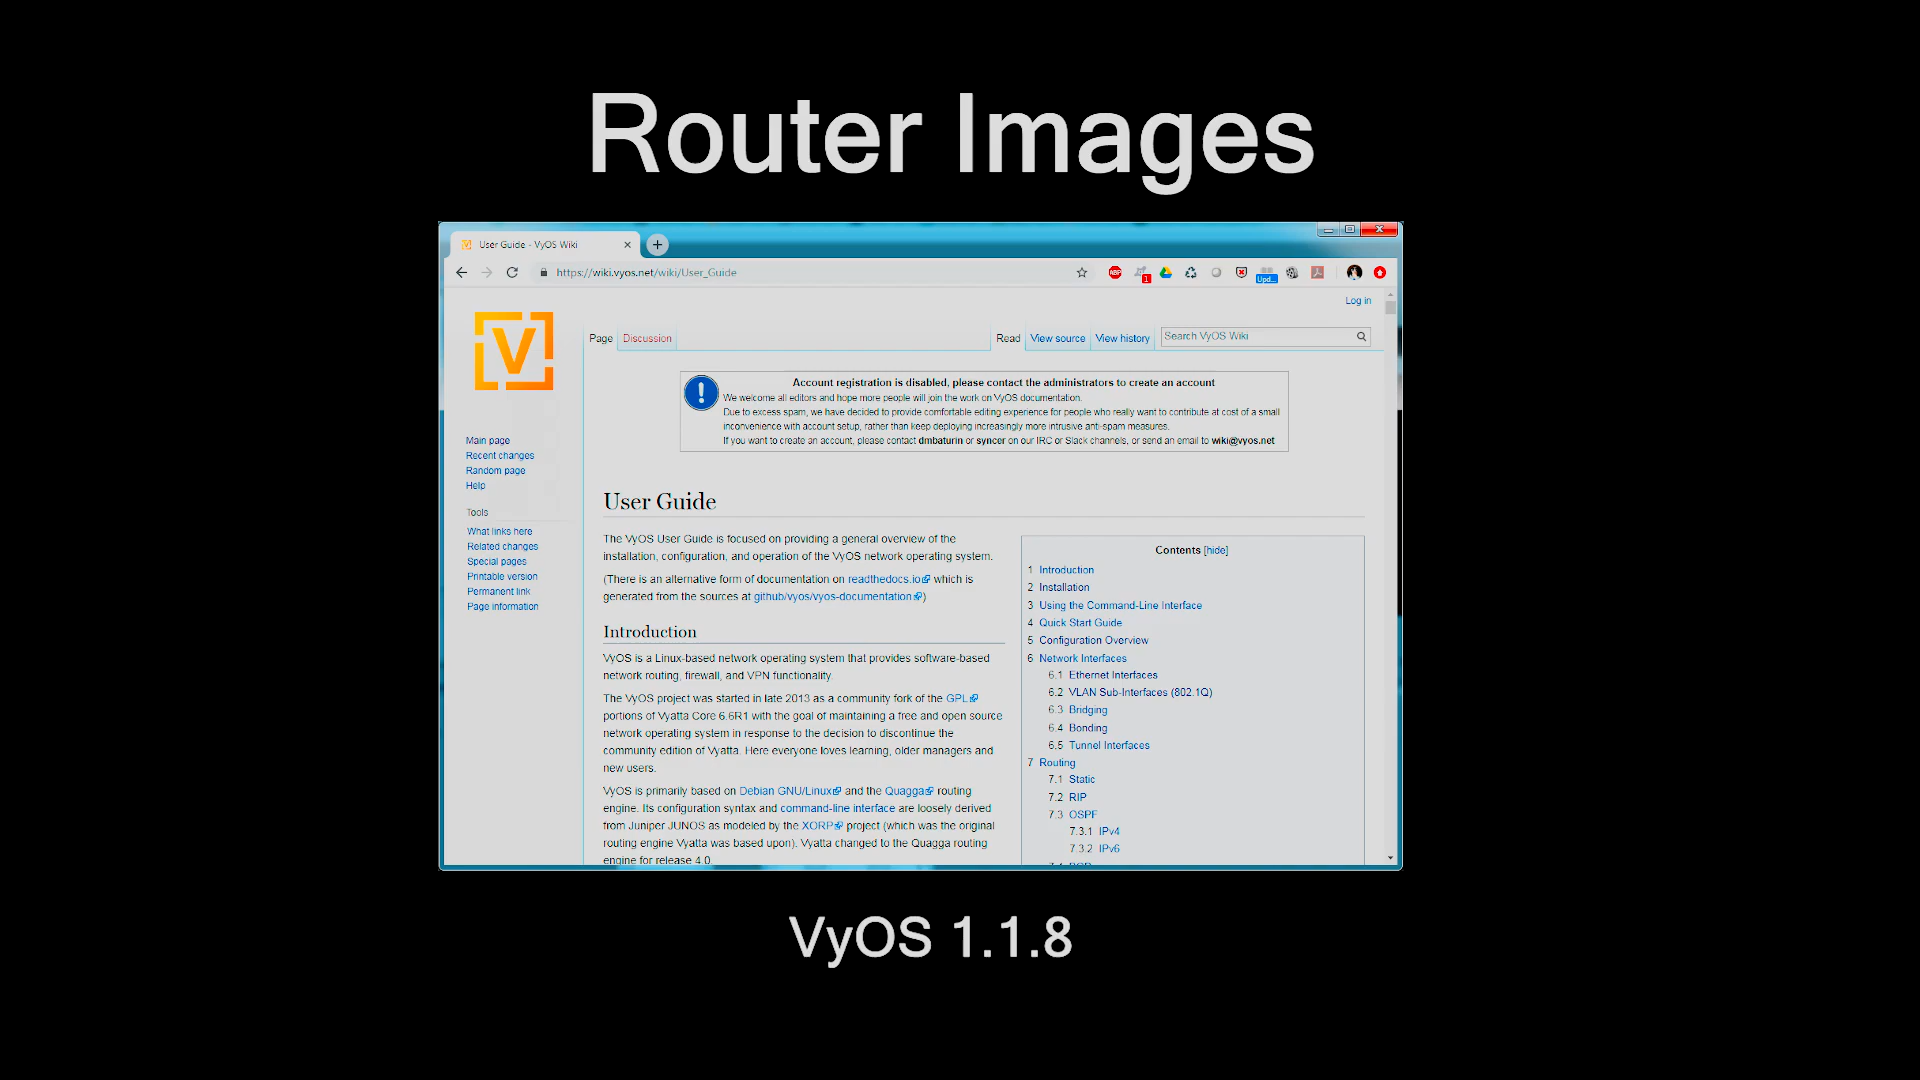 Router Images
User Guide - VyOS Wiki
https://wiki.vyos.net/wiki/User_Guide
ABP
1
Upd...
Log in
V
Page Discussion Read View source View history Search VyOS Wiki
Account registration is disabled, please contact the administrators to create an account
We welcome all editors and hope more people will join the work on VyOS documentation.
Due to excess spam, we have decided to provide comfortable editing experience for people who really want to contribute at cost of a small
inconvenience with account setup, rather than keep deploying increasingly more intrusive anti-spam measures.
If you want to create an account, please contact dmbaturin or syncer on our IRC or Slack channels, or send an email to wiki@vyos.net
Main page
Recent changes
Random page
Help
Tools
What links here
Related changes
Special pages
Printable version
Permanent link
Page information
User Guide
The VyOS User Guide is focused on providing a general overview of the
installation, configuration, and operation of the VyOS network operating system.
(There is an alternative form of documentation on readthedocs.io which is
generated from the sources at github/vyos/vyos-documentation)
Introduction
VyOS is a Linux-based network operating system that provides software-based
network routing, firewall, and VPN functionality.
The VyOS project was started in late 2013 as a community fork of the GPL
portions of Vyatta Core 6.6R1 with the goal of maintaining a free and open source
network operating system in response to the decision to discontinue the
community edition of Vyatta. Here everyone loves learning, older managers and
new users.
VyOS is primarily based on Debian GNU/Linux and the Quagga routing
engine. Its configuration syntax and command-line interface are loosely derived
from Juniper JUNOS as modeled by the XORP project (which was the original
routing engine Vyatta was based upon). Vyatta changed to the Quagga routing
engine for release 4.0.
Contents [hide]
1 Introduction
2 Installation
3 Using the Command-Line Interface
4 Quick Start Guide
5 Configuration Overview
6 Network Interfaces
6.1 Ethernet Interfaces
6.2 VLAN Sub-Interfaces (802.1Q)
6.3 Bridging
6.4 Bonding
6.5 Tunnel Interfaces
7 Routing
7.1 Static
7.2 RIP
7.3 OSPF
7.3.1 IPv4
7.3.2 IPv6
VyOS 1.1.8